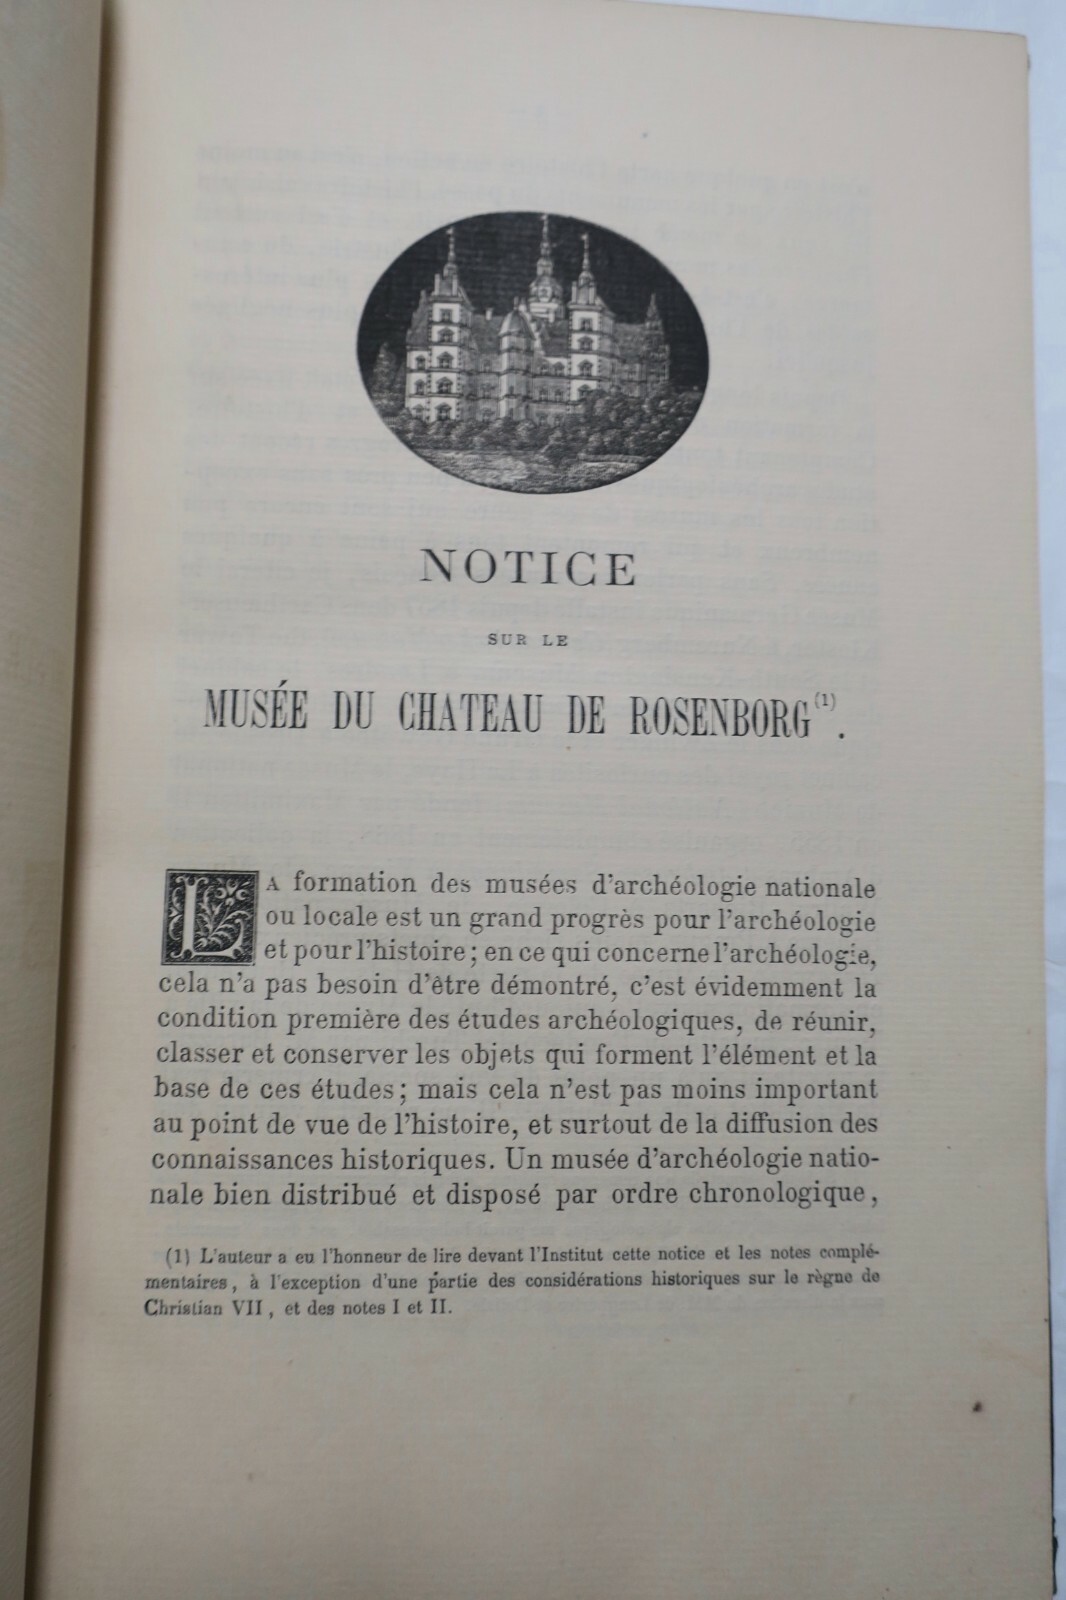 NOTICE
SUR LE
MUSÉE DU CHATEAU DE ROSENBORG (1).
LA formation des musées d'archéologie nationale
ou locale est un grand progrès pour l'archéologie
et pour l'histoire ; en ce qui concerne l'archéologie,
cela n'a pas besoin d'être démontré, c'est évidemment la
condition première des études archéologiques, de réunir,
classer et conserver les objets qui forment l'élément et la
base de ces études ; mais cela n'est pas moins important
au point de vue de l'histoire, et surtout de la diffusion des
connaissances historiques. Un musée d'archéologie natio-
nale bien distribué et disposé par ordre chronologique,
(1) L'auteur a eu l'honneur de lire devant l'Institut cette notice et les notes complé-
mentaires, à l'exception d'une partie des considérations historiques sur le règne de
Christian VII, et des notes I et II.